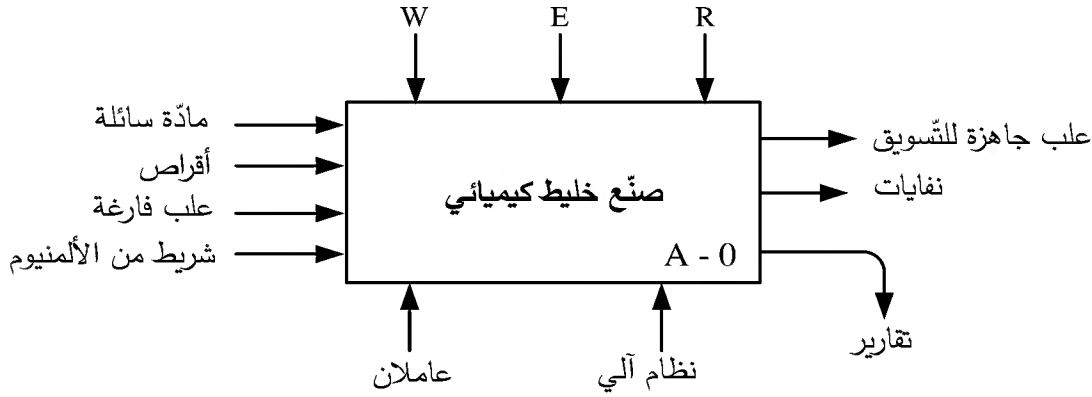 W E R
مادّة سائلة
أقراص
علب فارغة
شريط من الألمنيوم
صنّع خليط كيميائي
A - 0
علب جاهزة للتّسويق
نفايات
تقارير
عاملان
نظام آلي